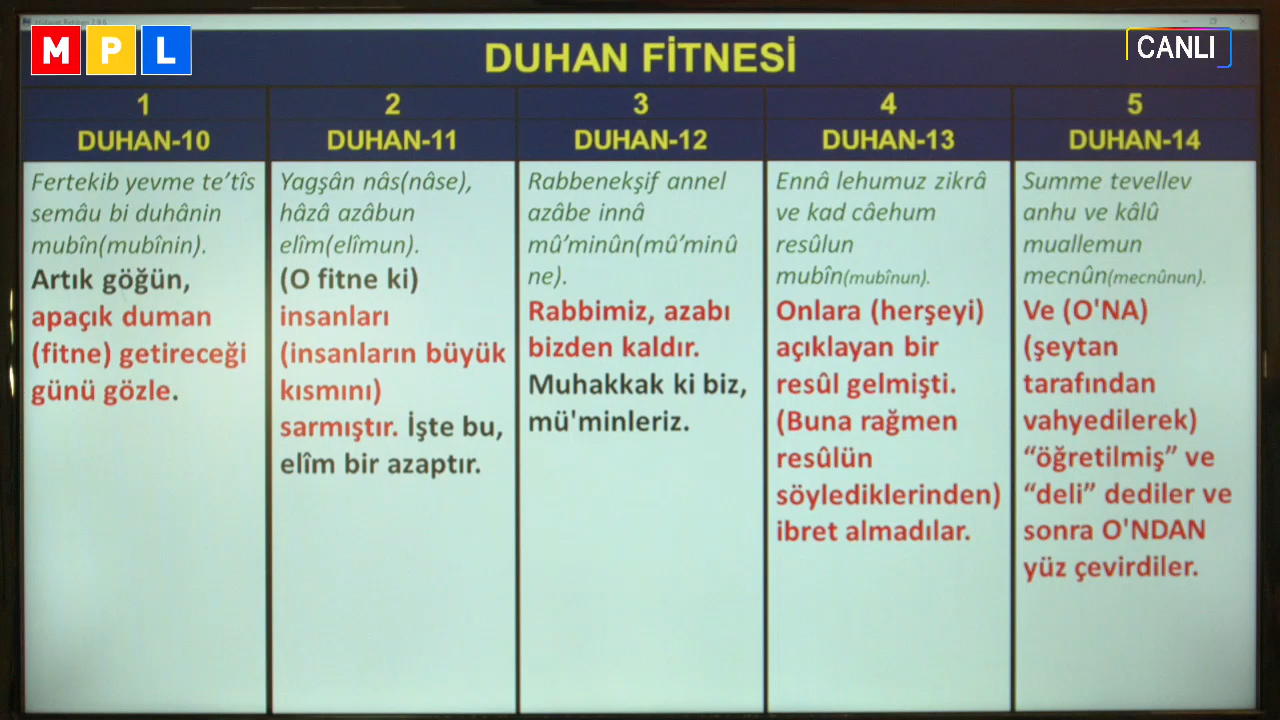 Hidayet Rehberi 2.9.6
M P L
CANLI
DUHAN FİTNESİ
1
DUHAN-10
Fertekib yevme te’tîs
semâu bi duhânin
mubîn(mubînin).
Artık göğün,
apaçık duman
(fitne) getireceği
günü gözle.
2
DUHAN-11
Yagşân nâs(nâse),
hâzâ azâbun
elîm(elîmun).
(O fitne ki)
insanları
(insanların büyük
kısmını)
sarmıştır. İşte bu,
elîm bir azaptır.
3
DUHAN-12
Rabbenekşif annel
azâbe innâ
mû’minûn(mû’minû
ne).
Rabbimiz, azabı
bizden kaldır.
Muhakkak ki biz,
mü'minleriz.
4
DUHAN-13
Ennâ lehumuz zikrâ
ve kad câehum
resûlun
mubîn(mubînun).
Onlara (herşeyi)
açıklayan bir
resûl gelmişti.
(Buna rağmen
resûlün
söylediklerinden)
ibret almadılar.
5
DUHAN-14
Summe tevellev
anhu ve kâlû
muallemun
mecnûn(mecnûnun).
Ve (O'NA)
(şeytan
tarafından
vahyedilerek)
“öğretilmiş” ve
“deli” dediler ve
sonra O'NDAN
yüz çevirdiler.